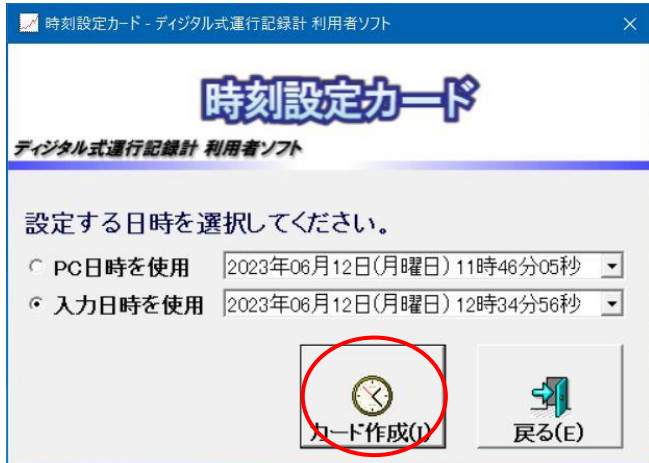 時刻設定カード - ディジタル式運行記録計 利用者ソフト
時刻設定カード
ディジタル式運行記録計 利用者ソフト
設定する日時を選択してください。
PC日時を使用 2023年06月12日(月曜日) 11時46分05秒
入力日時を使用 2023年06月12日(月曜日) 12時34分56秒
カード作成(I) 戻る(E)